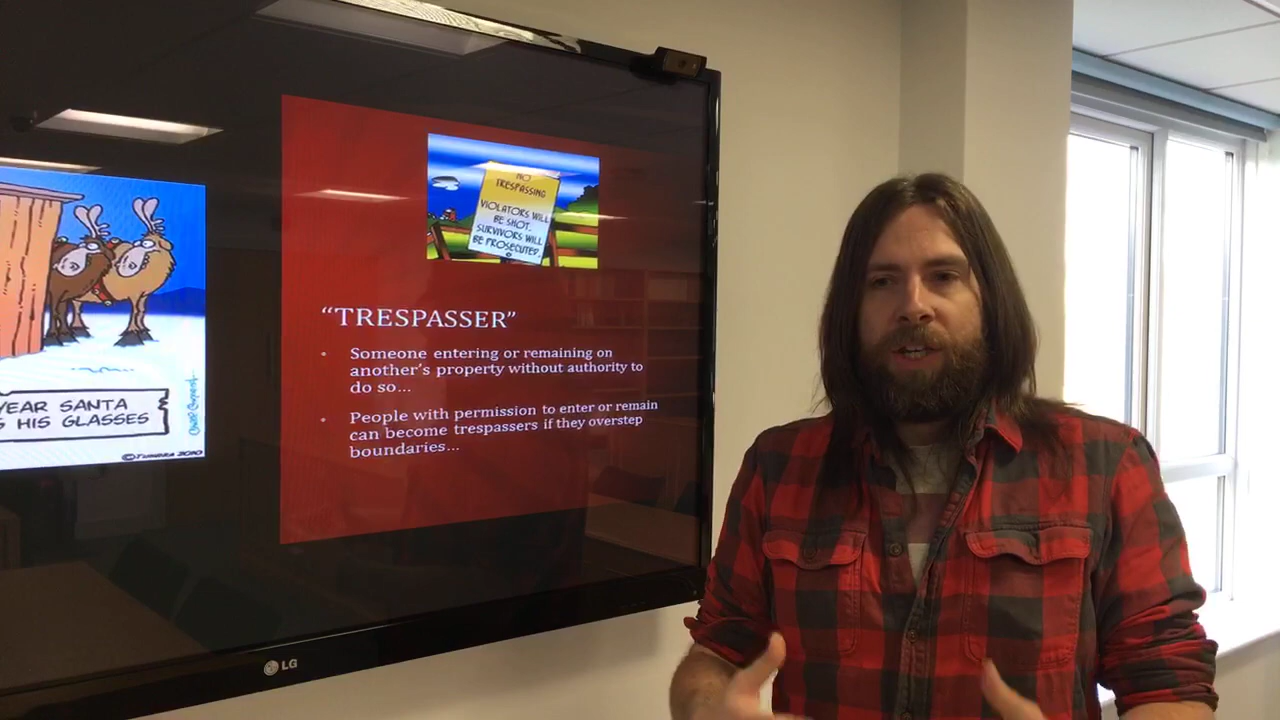 YEAR SANTA
HIS GLASSES
©TUNDRA 2010
NO
TRESPASSING
VIOLATORS WILL
BE SHOT.
SURVIVORS WILL
BE PROSECUTED.
“TRESPASSER”
• Someone entering or remaining on
another’s property without authority to
do so...
• People with permission to enter or remain
can become trespassers if they overstep
boundaries...
LG